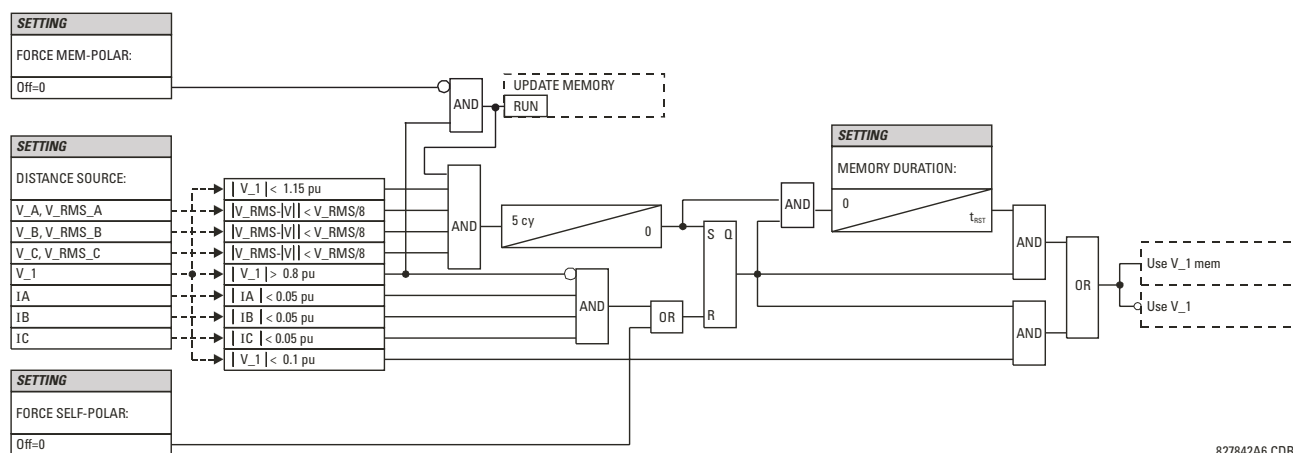 SETTING
FORCE MEM-POLAR:
Off=0
AND
UPDATE MEMORY
RUN
SETTING
DISTANCE SOURCE:
V_A, V_RMS_A
V_B, V_RMS_B
V_C, V_RMS_C
V_1
IA
IB
IC
| V_1 | < 1.15 pu
|V_RMS-|V|| < V_RMS/8
|V_RMS-|V|| < V_RMS/8
|V_RMS-|V|| < V_RMS/8
| V_1 | > 0.8 pu
| IA | < 0.05 pu
| IB | < 0.05 pu
| IC | < 0.05 pu
| V_1 | < 0.1 pu
AND
5 cy
0
AND
OR
S Q
R
AND
SETTING
MEMORY DURATION:
0
tRST
AND
AND
OR
Use V_1 mem
Use V_1
SETTING
FORCE SELF-POLAR:
Off=0
827842A6.CDR